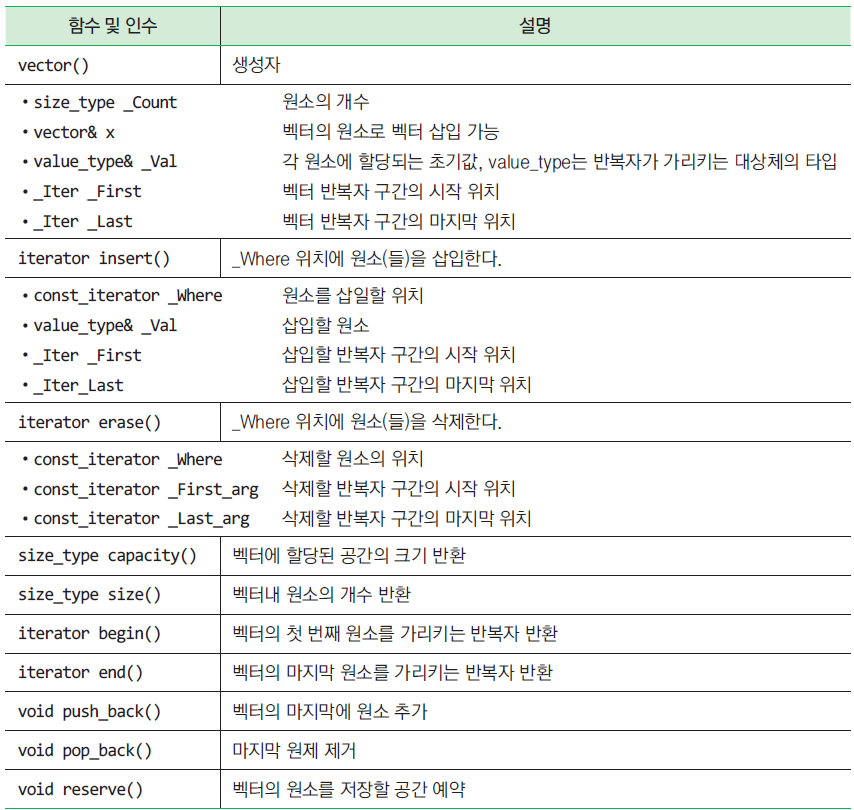 함수 및 인수 설명
vector() 생성자
• size_type _Count 원소의 개수
• vector& x 벡터의 원소로 벡터 삽입 가능
• value_type& _Val 각 원소에 할당되는 초기값, value_type는 반복자가 가리키는 대상체의 타입
• _Iter _First 벡터 반복자 구간의 시작 위치
• _Iter _Last 벡터 반복자 구간의 마지막 위치
iterator insert() _Where 위치에 원소(들)을 삽입한다.
• const_iterator _Where 원소를 삽일할 위치
• value_type& _Val 삽입할 원소
• _Iter _First 삽입할 반복자 구간의 시작 위치
• _Iter_Last 삽입할 반복자 구간의 마지막 위치
iterator erase() _Where 위치에 원소(들)을 삭제한다.
• const_iterator _Where 삭제할 원소의 위치
• const_iterator _First_arg 삭제할 반복자 구간의 시작 위치
• const_iterator _Last_arg 삭제할 반복자 구간의 마지막 위치
size_type capacity() 벡터에 할당된 공간의 크기 반환
size_type size() 벡터내 원소의 개수 반환
iterator begin() 벡터의 첫 번째 원소를 가리키는 반복자 반환
iterator end() 벡터의 마지막 원소를 가리키는 반복자 반환
void push_back() 벡터의 마지막에 원소 추가
void pop_back() 마지막 원제 제거
void reserve() 벡터의 원소를 저장할 공간 예약